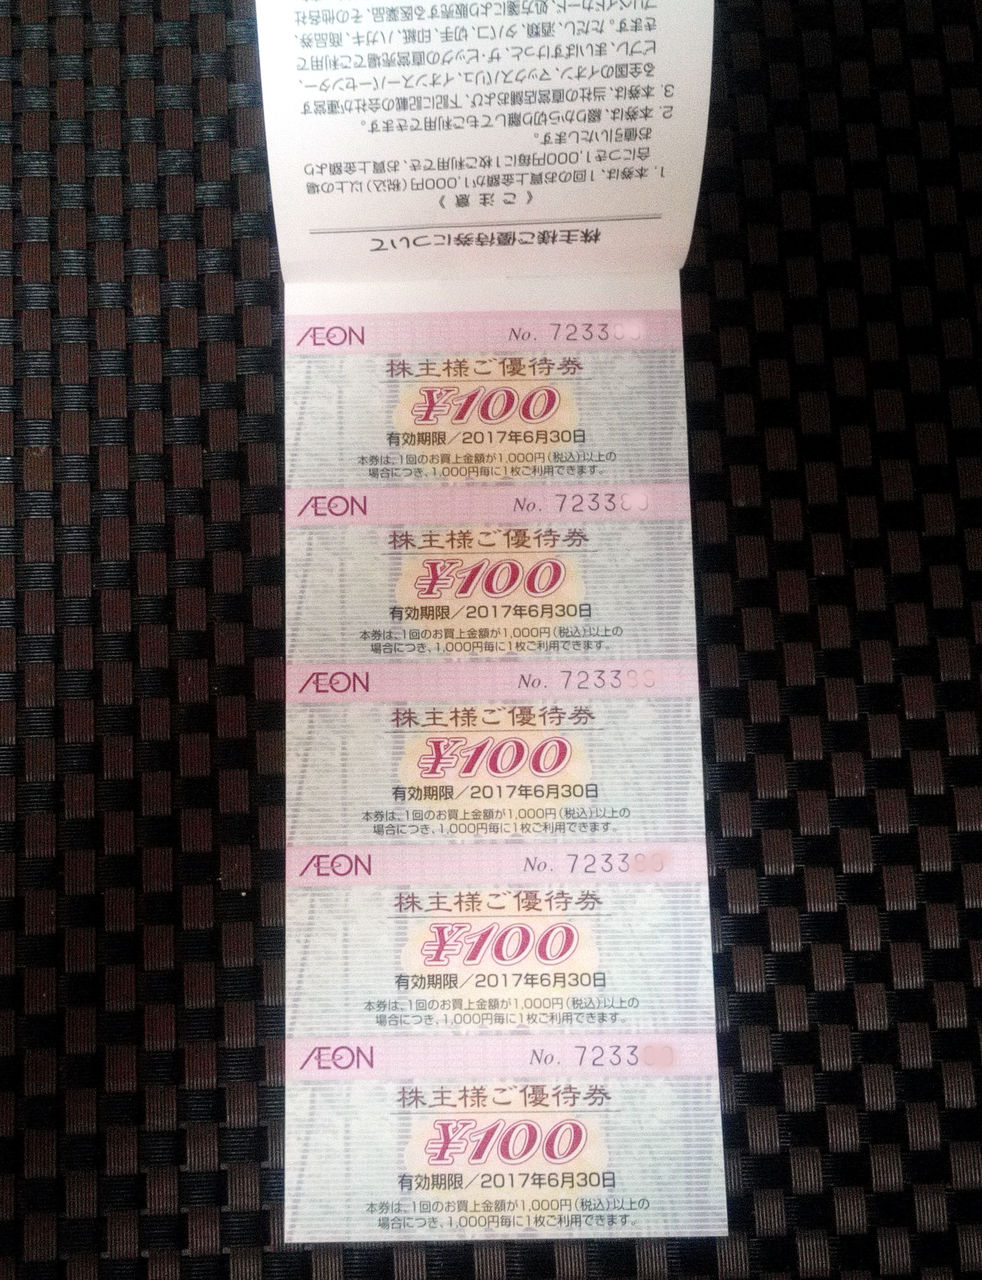 株主様ご優待券について
《 ご 注 意 》
1. 本券は、1回のお買上金額が1,000円(税込)以上の場
合につき1,000円毎に1枚ご利用でき、お買上金額より
お値引いたします。
2. 本券は、綴りから切り離してもご利用できます。
3. 本券は、当社の直営店舗および、下記に記載の会社が運営す
る全国のイオン、マックスバリュ、イオンスーパーセンター、
ビブレ、まいばすけっと、ザ・ビッグの直営売場でご利用で
きます。ただし、酒類、タバコ、切手、印紙、ハガキ、商品券、
プリペイドカード、処方箋により販売する医薬品、その他各社
ÆON No. 7233
株主様ご優待券
¥100
有効期限/2017年6月30日
本券は、1回のお買上金額が1,000円(税込)以上の
場合につき、1,000円毎に1枚ご利用できます。
ÆON No. 7233
株主様ご優待券
¥100
有効期限/2017年6月30日
本券は、1回のお買上金額が1,000円(税込)以上の
場合につき、1,000円毎に1枚ご利用できます。
ÆON No. 7233
株主様ご優待券
¥100
有効期限/2017年6月30日
本券は、1回のお買上金額が1,000円(税込)以上の
場合につき、1,000円毎に1枚ご利用できます。
ÆON No. 7233
株主様ご優待券
¥100
有効期限/2017年6月30日
本券は、1回のお買上金額が1,000円(税込)以上の
場合につき、1,000円毎に1枚ご利用できます。
ÆON No. 7233
株主様ご優待券
¥100
有効期限/2017年6月30日
本券は、1回のお買上金額が1,000円(税込)以上の
場合につき、1,000円毎に1枚ご利用できます。